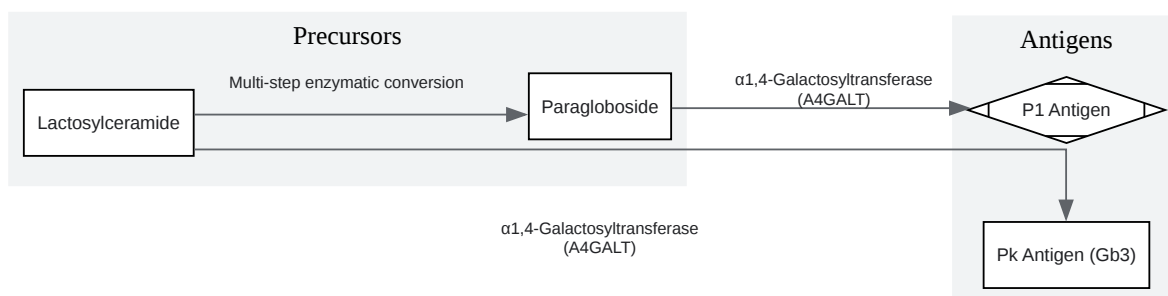 Precursors
Antigens
Multi-step enzymatic conversion
α1,4-Galactosyltransferase
(A4GALT)
Lactosylceramide
Paragloboside
P1 Antigen
α1,4-Galactosyltransferase
(A4GALT)
Pk Antigen (Gb3)